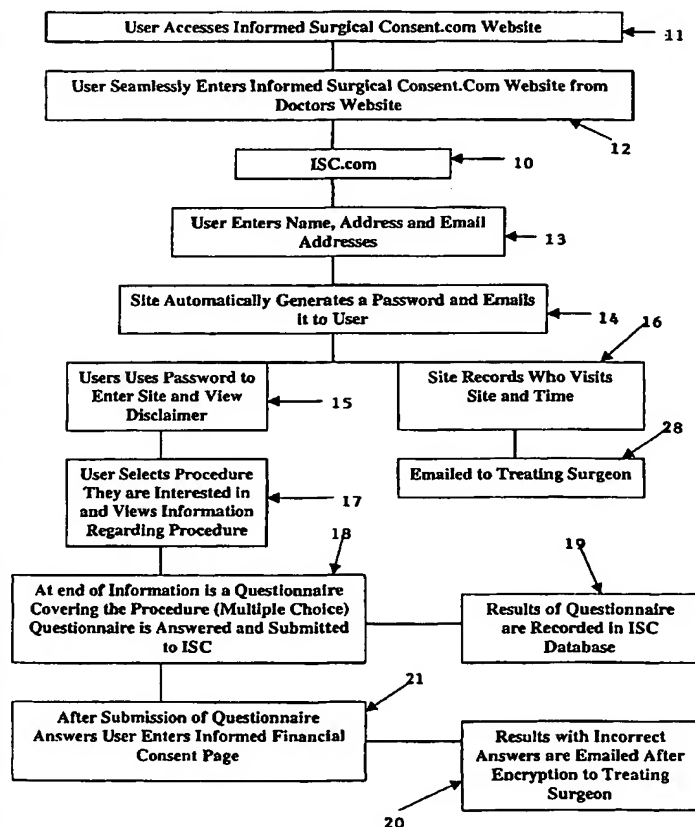 User Accesses Informed Surgical Consent.com Website
11
User Seamlessly Enters Informed Surgical Consent.Com Website from
Doctors Website
12
ISC.com
10
User Enters Name, Address and Email
Addresses
13
Site Automatically Generates a Password and Emails
it to User
14
16
Users Uses Password to
Enter Site and View
Disclaimer
15
Site Records Who Visits
Site and Time
28
User Selects Procedure
They are Interested in
and Views Information
Regarding Procedure
17
Emailed to Treating Surgeon
18
19
At end of Information is a Questionnaire
Covering the Procedure (Multiple Choice)
Questionnaire is Answered and Submitted
to ISC
Results of Questionnaire
are Recorded in ISC
Database
21
After Submission of Questionnaire
Answers User Enters Informed Financial
Consent Page
Results with Incorrect
Answers are Emailed After
Encryption to Treating
Surgeon
20